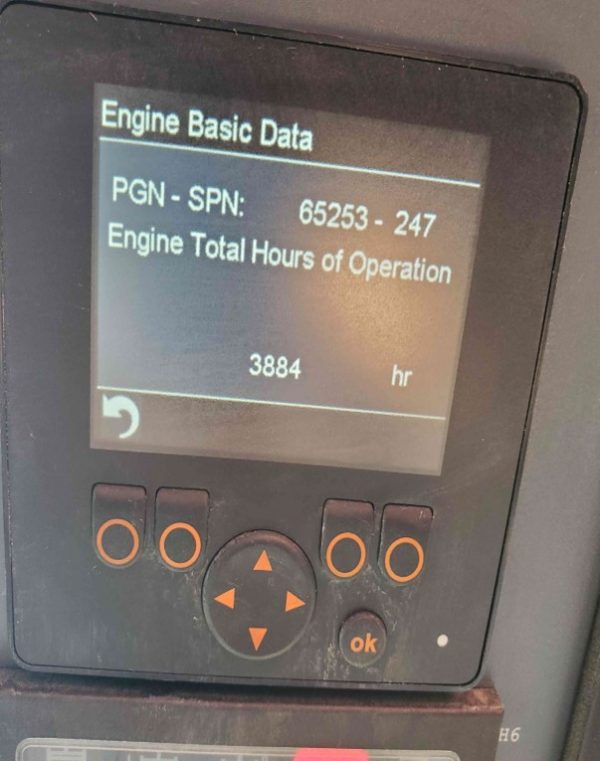 Engine Basic Data
PGN - SPN: 65253 - 247
Engine Total Hours of Operation
3884 hr
ok
H6